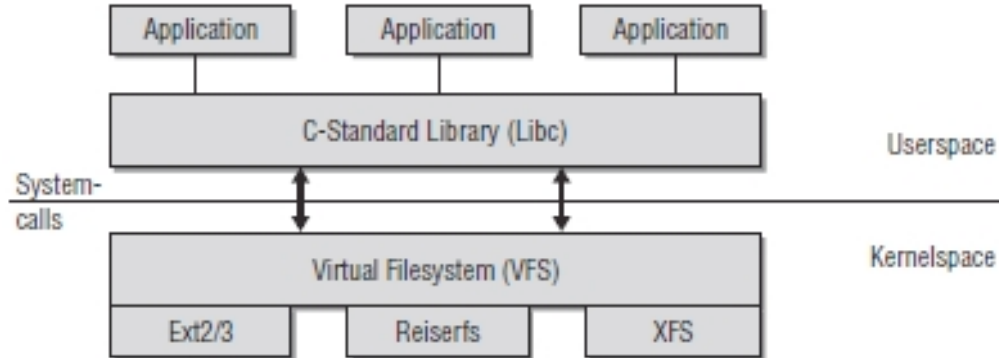 Application
Application
Application
C-Standard Library (Libc)
Userspace
System-
calls
Kernelspace
Virtual Filesystem (VFS)
Ext2/3
Reiserfs
XFS